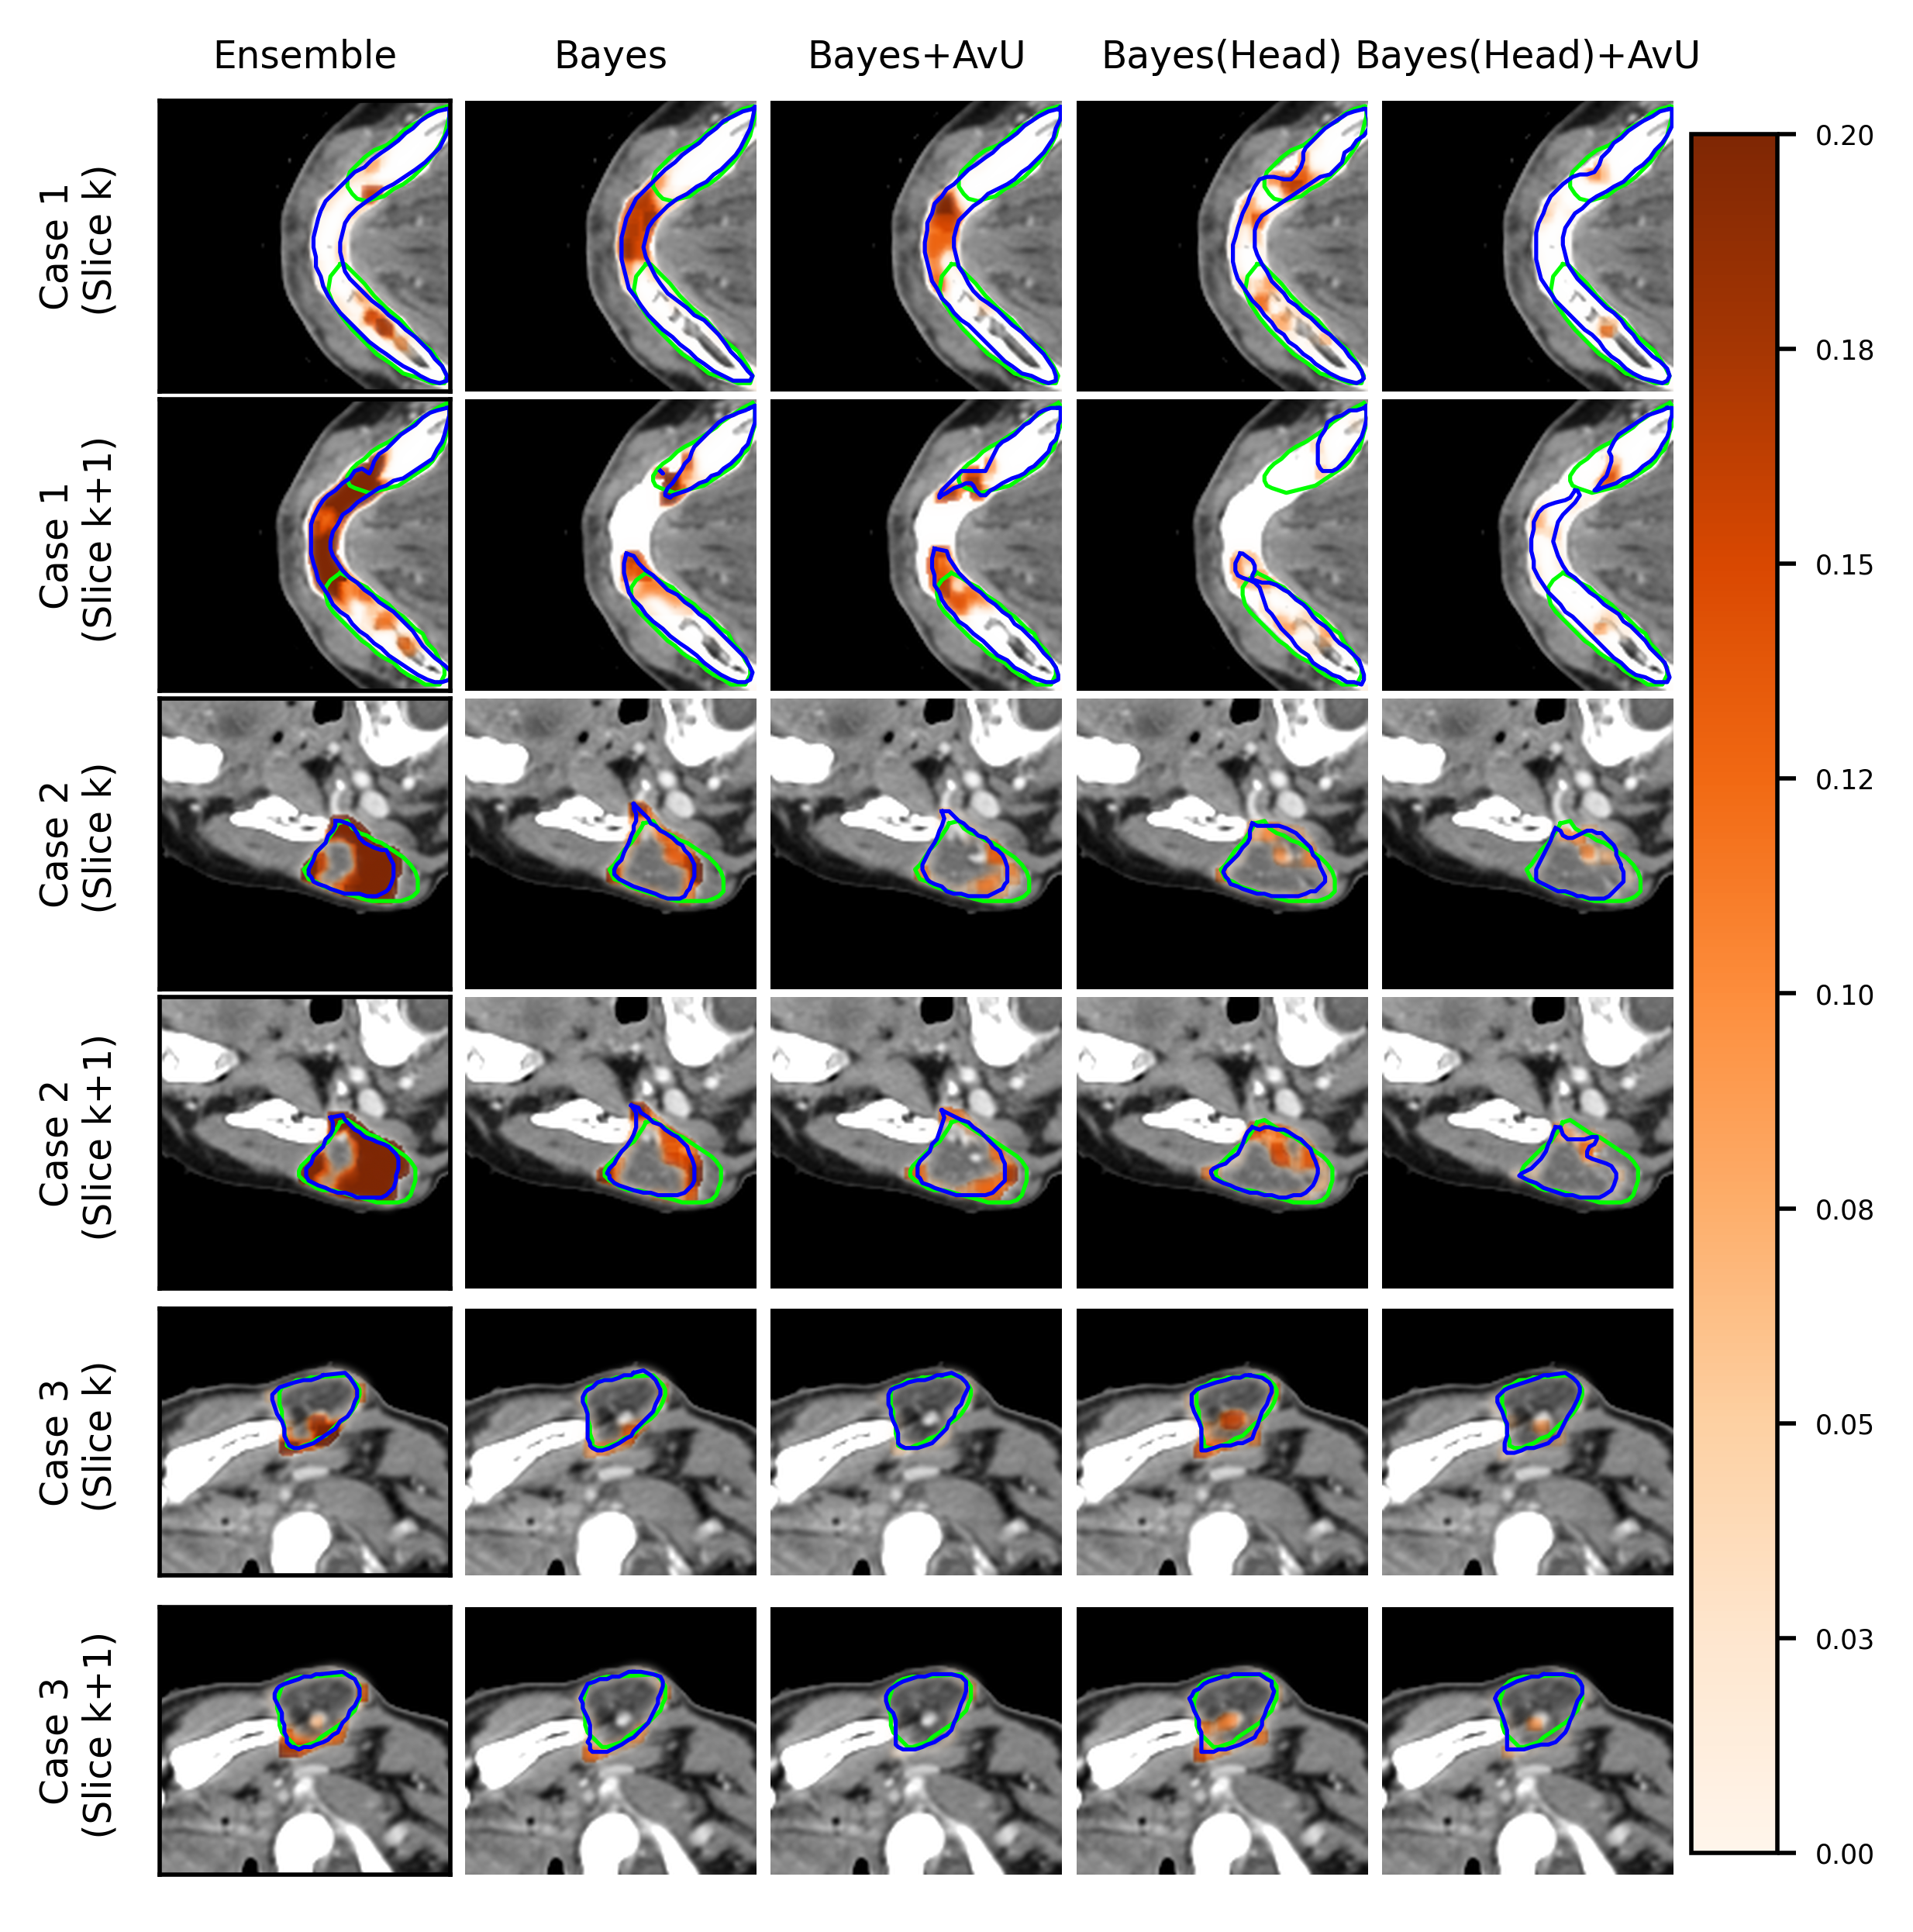 Ensemble
Bayes
Bayes+AvU
Bayes(Head)
Bayes(Head)+AvU
Case 1
(Slice k)
Case 1
(Slice k+1)
Case 2
(Slice k)
Case 2
(Slice k+1)
Case 3
(Slice k)
Case 3
(Slice k+1)
0.20
0.18
0.15
0.12
0.10
0.08
0.05
0.03
0.00